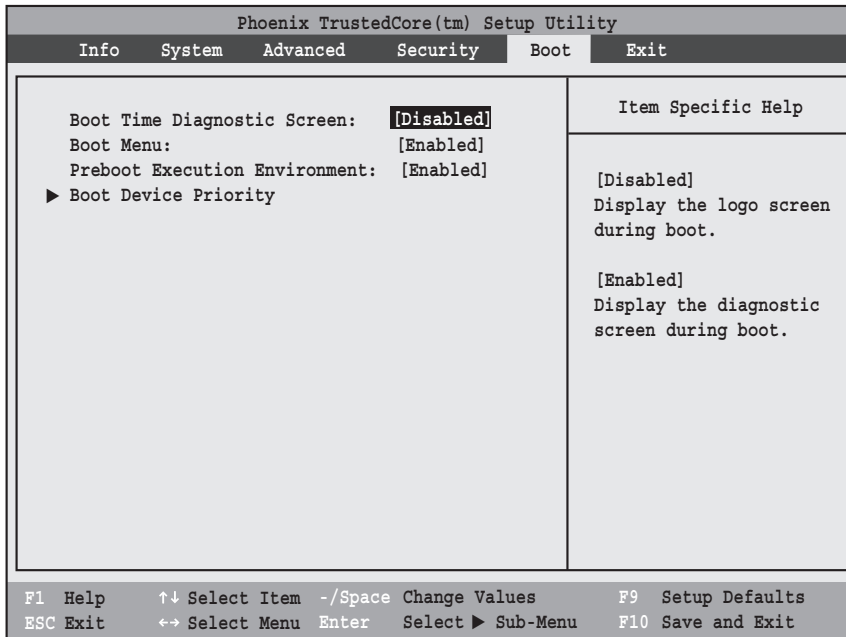 Phoenix TrustedCore(tm) Setup Utility
Info System Advanced Security Boot Exit
Boot Time Diagnostic Screen: [Disabled]
Boot Menu: [Enabled]
Preboot Execution Environment: [Enabled]
▶ Boot Device Priority
Item Specific Help
[Disabled]
Display the logo screen
during boot.
[Enabled]
Display the diagnostic
screen during boot.
F1 Help ↑↓ Select Item -/Space Change Values F9 Setup Defaults
ESC Exit ←→ Select Menu Enter Select ▶ Sub-Menu F10 Save and Exit